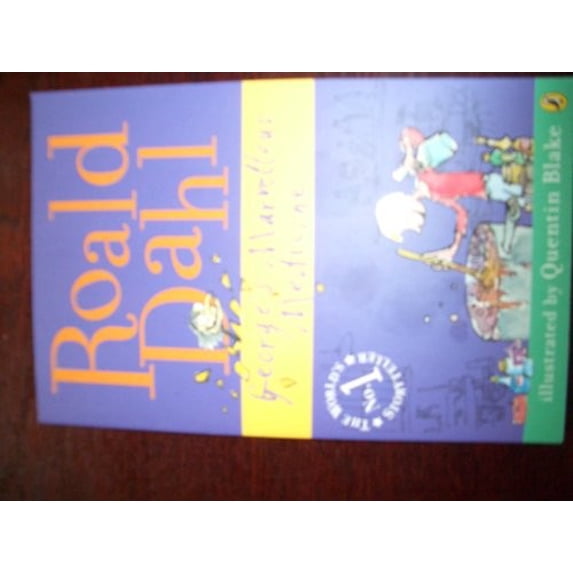 Roald
Dahl
George's Marvellous
Medicine
THE WORLD'S No.1 STORYTELLER
illustrated by Quentin Blake